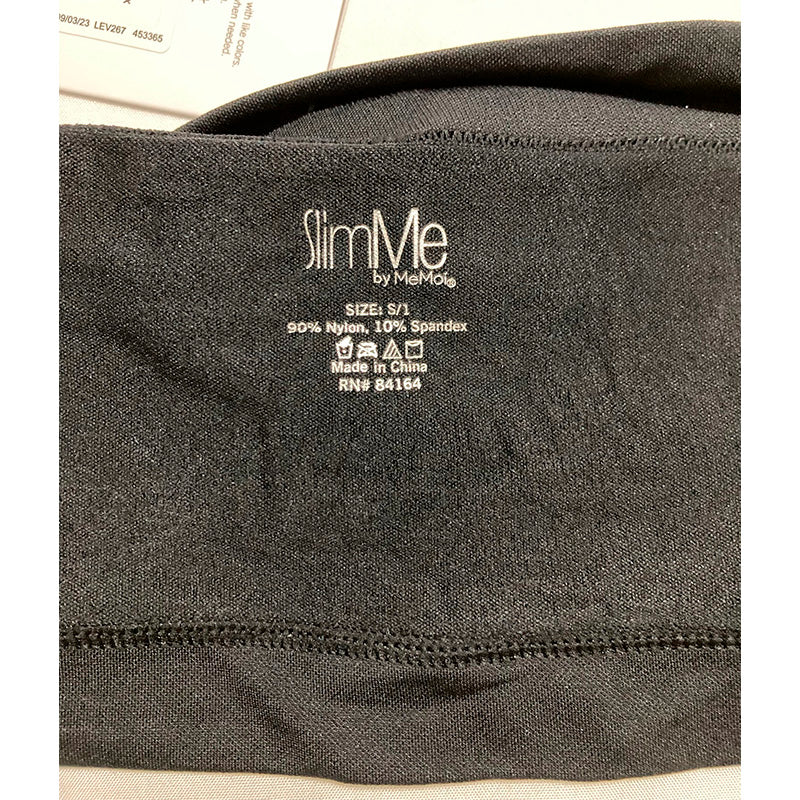 09/03/23 LEV267 453365
with like colors,
when needed.
SlimMe
by MeMoi®
SIZE: S/1
90% Nylon, 10% Spandex
Made in China
RN# 84164